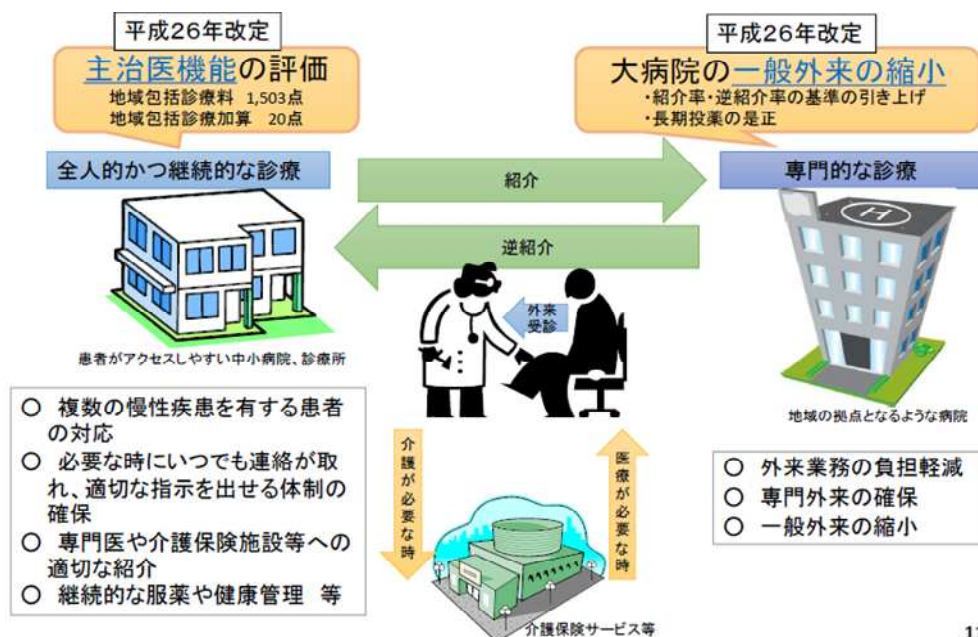 平成26年改定
主治医機能の評価
地域包括診療料 1,503点
地域包括診療加算 20点
全人的かつ継続的な診療
患者がアクセスしやすい中小病院、診療所
○ 複数の慢性疾患を有する患者
の対応
○ 必要な時にいつでも連絡が取
れ、適切な指示を出せる体制の
確保
○ 専門医や介護保険施設等への
適切な紹介
○ 継続的な服薬や健康管理 等
紹介
逆紹介
外来
受診
介護が必要な時
医療が必要な時
介護保険サービス等
平成26年改定
大病院の一般外来の縮小
・紹介率・逆紹介率の基準の引き上げ
・長期投薬の是正
専門的な診療
H
地域の拠点となるような病院
○ 外来業務の負担軽減
○ 専門外来の確保
○ 一般外来の縮小